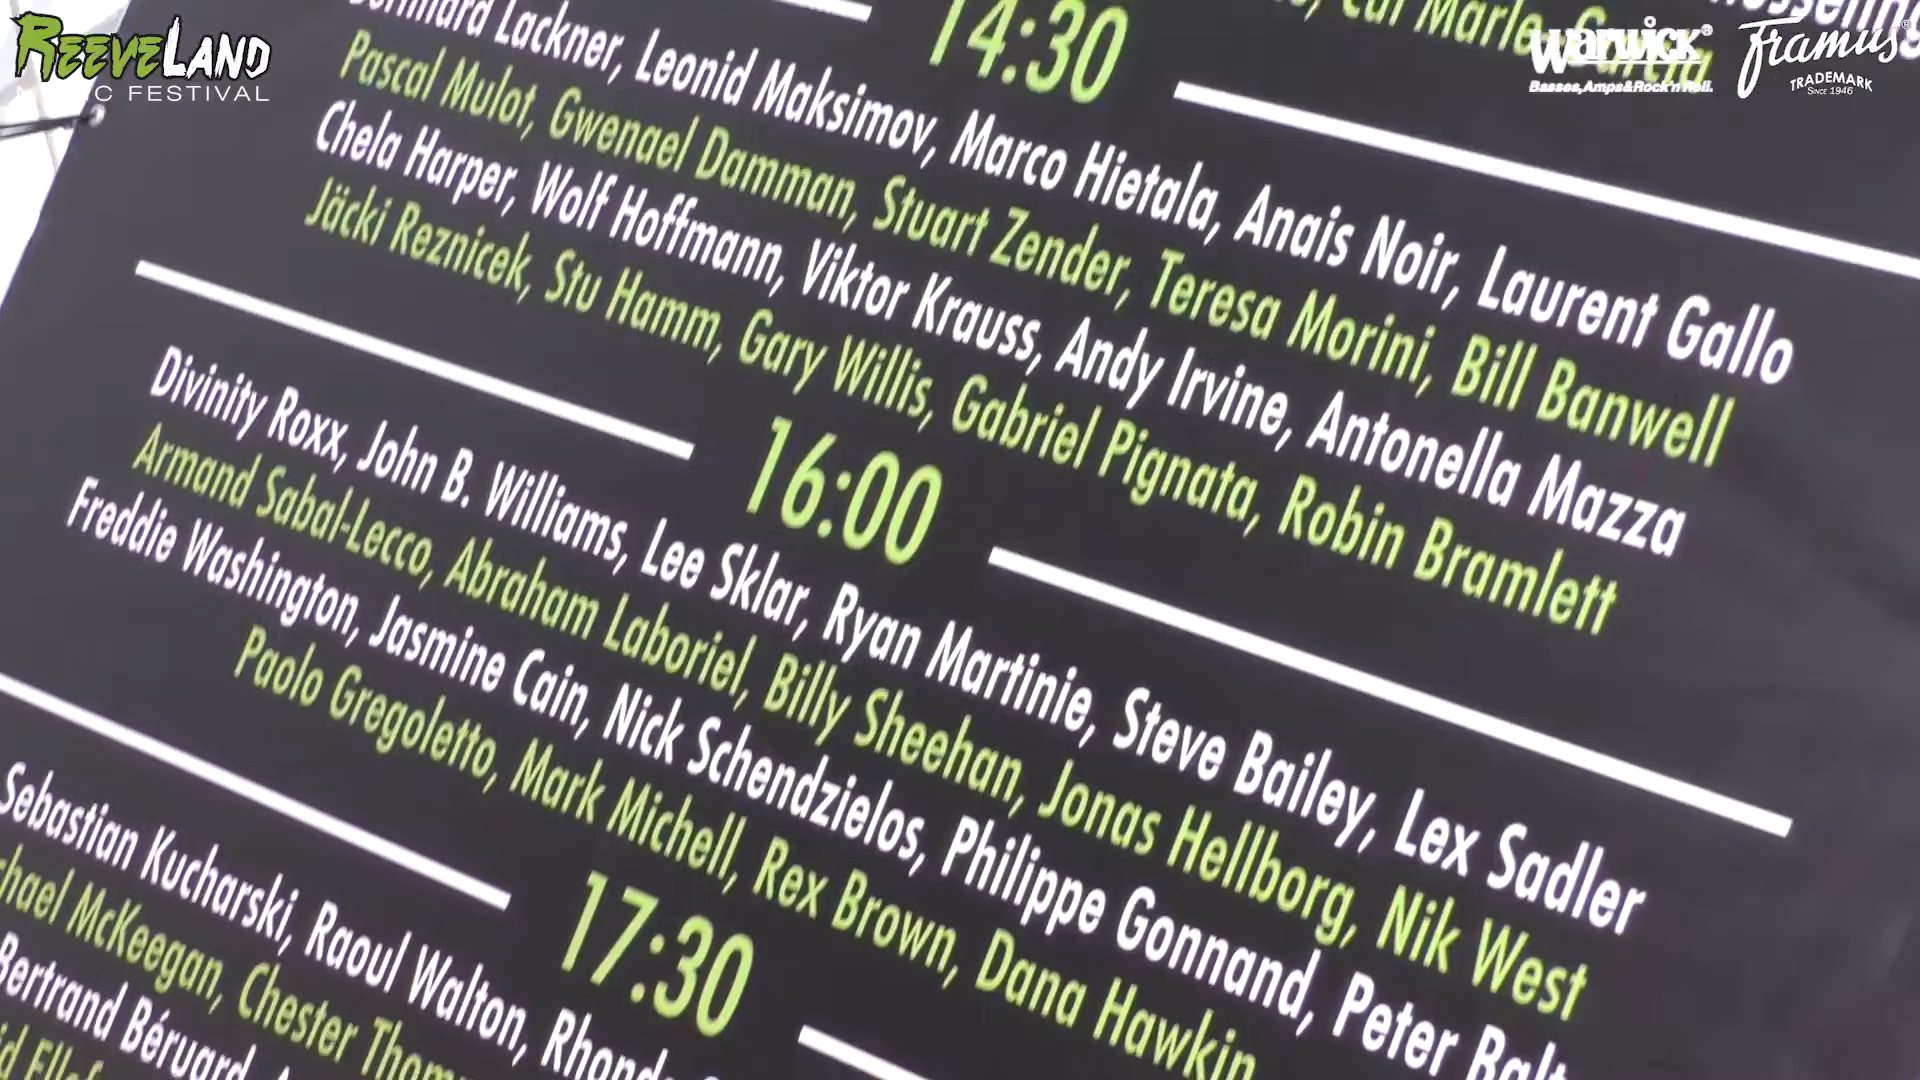 REEVELAND
C FESTIVAL
Warwick®
Basses, Amps & Rock'n Roll.
Framus®
TRADEMARK
Since 1946
14:30
Lackner, Leonid Maksimov, Marco Hietala, Anais Noir, Laurent Gallo
Pascal Mulot, Gwenael Damman, Stuart Zender, Teresa Morini, Bill Banwell
Chela Harper, Wolf Hoffmann, Viktor Krauss, Andy Irvine, Antonella Mazza
Jäcki Reznicek, Stu Hamm, Gary Willis, Gabriel Pignata, Robin Bramlett
16:00
Divinity Roxx, John B. Williams, Lee Sklar, Ryan Martinie, Steve Bailey, Lex Sadler
Armand Sabal-Lecco, Abraham Laboriel, Billy Sheehan, Jonas Hellborg, Nik West
Freddie Washington, Jasmine Cain, Nick Schendzielos, Philippe Gonnand, Peter
Paolo Gregoletto, Mark Michell, Rex Brown, Dana Hawkin
17:30
Sebastian Kucharski, Raoul Walton,
McKeegan, Chester
Bertrand Béruard,